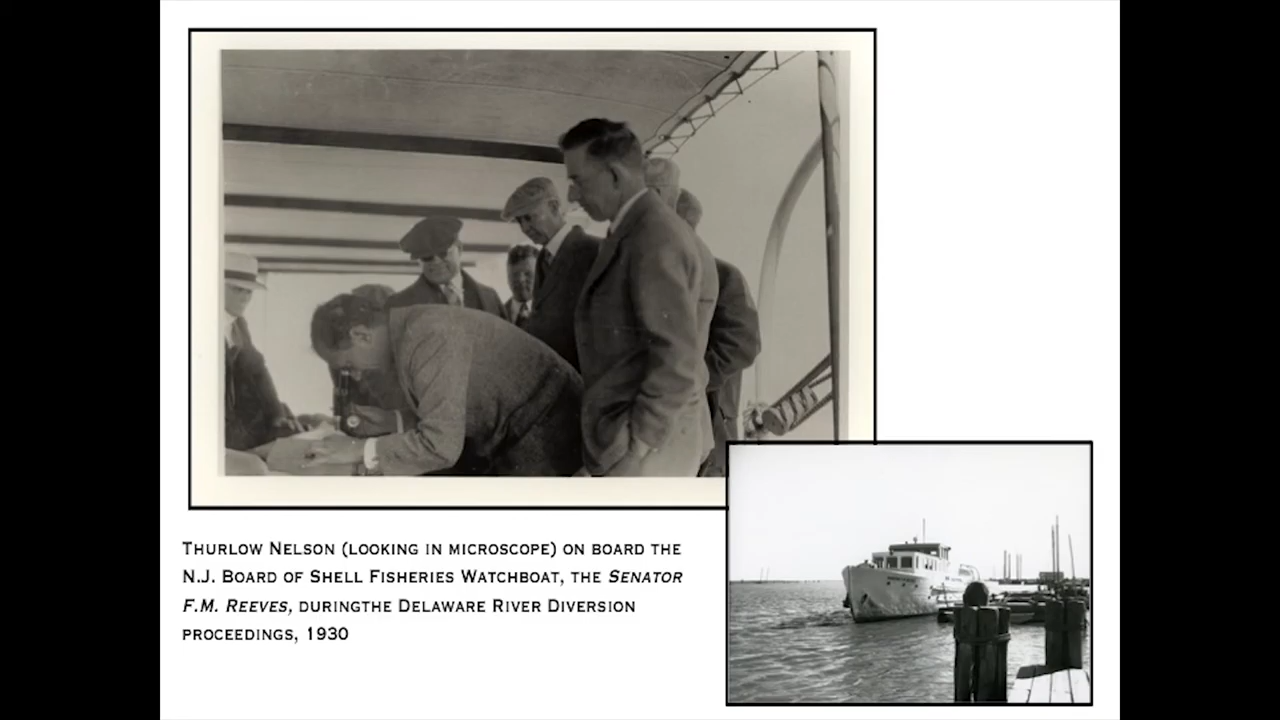 Thurlow Nelson (looking in microscope) on board the
N.J. Board of Shell Fisheries Watchboat, the Senator
F.M. Reeves, duringthe Delaware River Diversion
proceedings, 1930